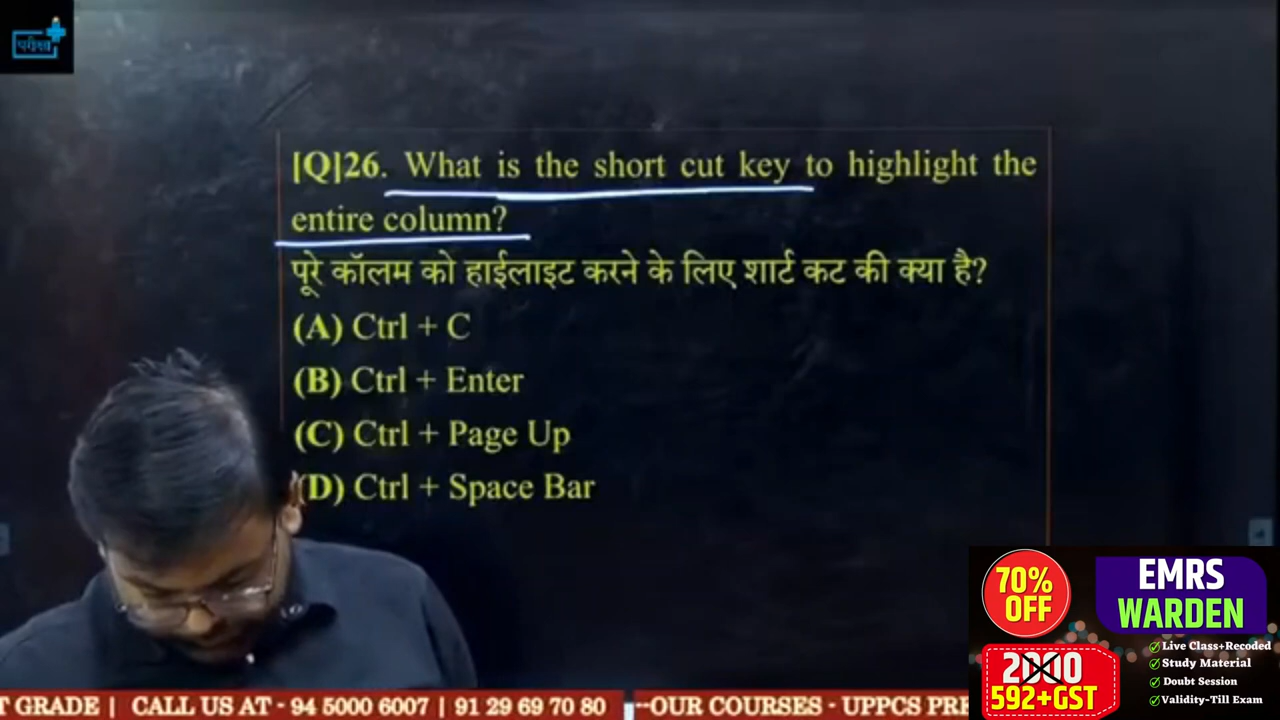 परीक्षा
[Q]26. What is the short cut key to highlight the
entire column?
पूरे कॉलम को हाईलाइट करने के लिए शार्ट कट की क्या है?
(A) Ctrl + C
(B) Ctrl + Enter
(C) Ctrl + Page Up
(D) Ctrl + Space Bar
70%
OFF
EMRS
WARDEN
2000
592+GST
Live Class+Recoded
Study Material
Doubt Session
Validity-Till Exam
T GRADE | CALL US AT - 94 5000 6007 | 91 29 69 70 80 --OUR COURSES - UPPCS PRE